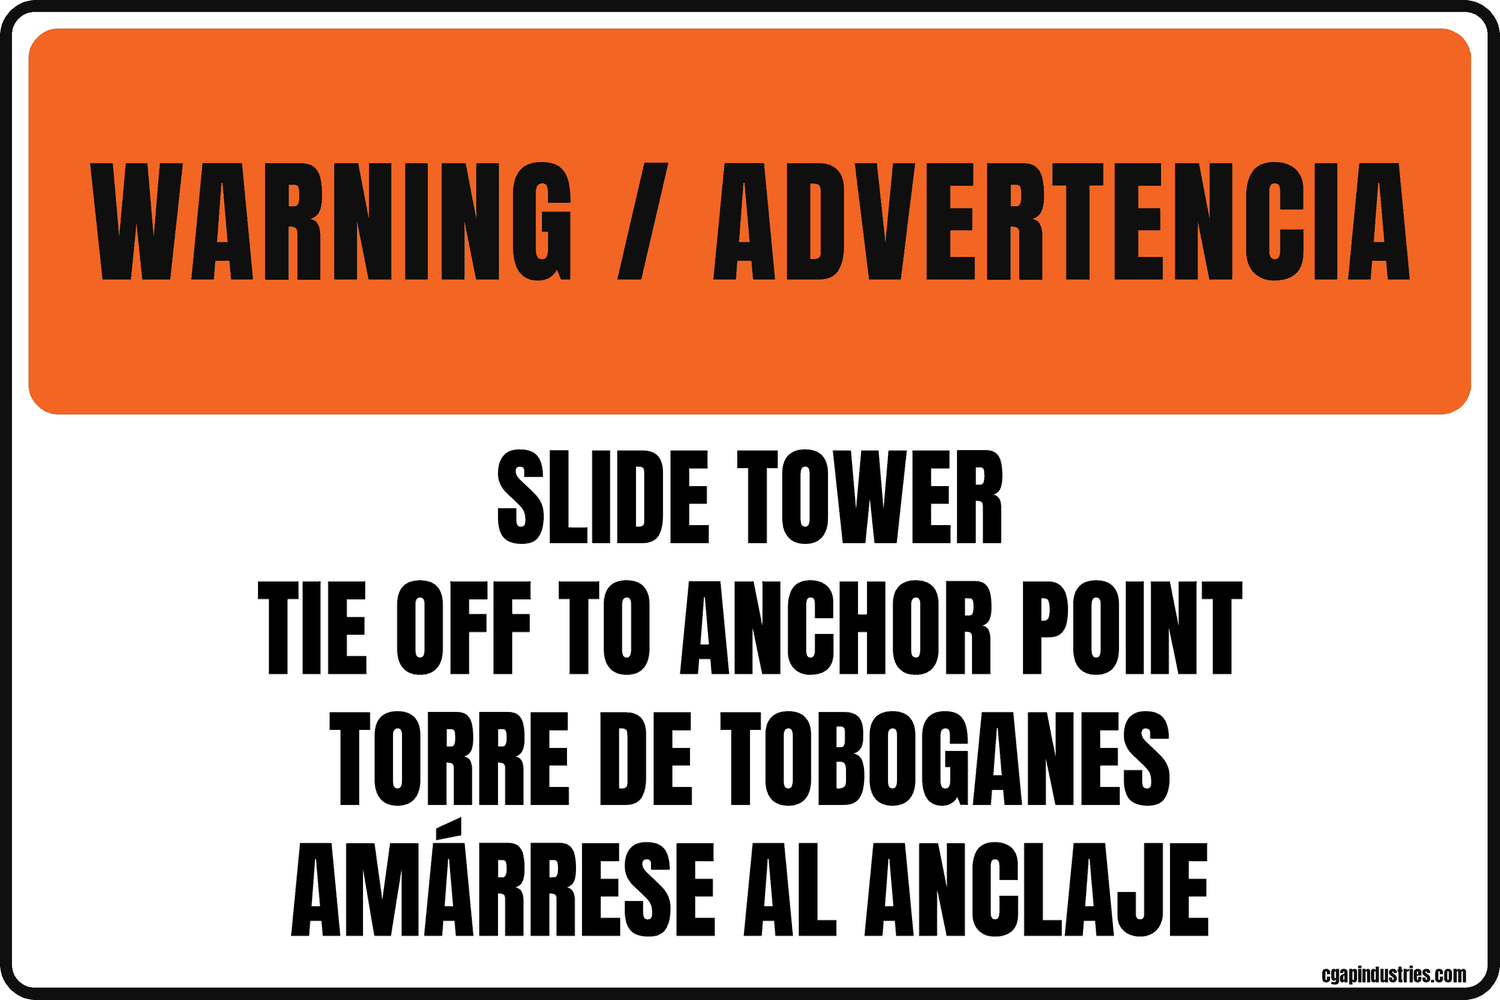 WARNING / ADVERTENCIA
SLIDE TOWER
TIE OFF TO ANCHOR POINT
TORRE DE TOBOGANES
AMÁRRESE AL ANCLAJE
cgapindustries.com